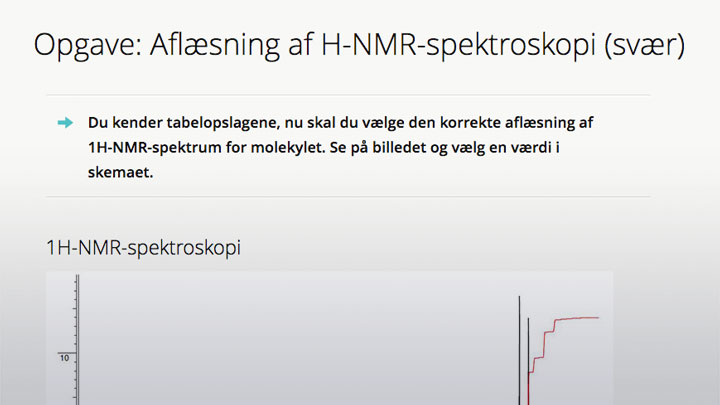 Opgave: Aflæsning af H-NMR-spektroskopi (svær)
Du kender tabelopslagene, nu skal du vælge den korrekte aflæsning af
1H-NMR-spektrum for molekylet. Se på billedet og vælg en værdi i
skemaet.
1H-NMR-spektroskopi
10